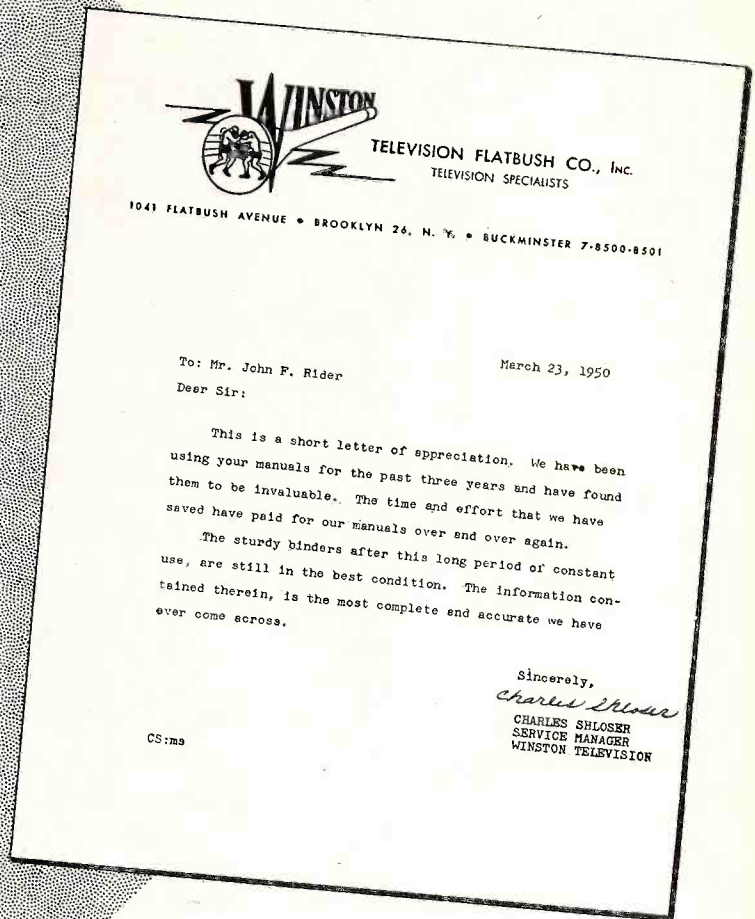 WINSTON
TELEVISION FLATBUSH CO., INC.
TELEVISION SPECIALISTS
1041 FLATBUSH AVENUE • BROOKLYN 26, N. Y. • BUCKMINSTER 7-8500-8501
March 23, 1950
To: Mr. John F. Rider
Dear Sir:
This is a short letter of appreciation. We have been
using your manuals for the past three years and have found
them to be invaluable. The time and effort that we have
saved have paid for our manuals over and over again.
The sturdy binders after this long period of constant
use, are still in the best condition. The information con-
tained therein, is the most complete and accurate we have
ever come across.
Sincerely,
Charles Shloser
CHARLES SHLOSER
SERVICE MANAGER
WINSTON TELEVISION
CS:ms